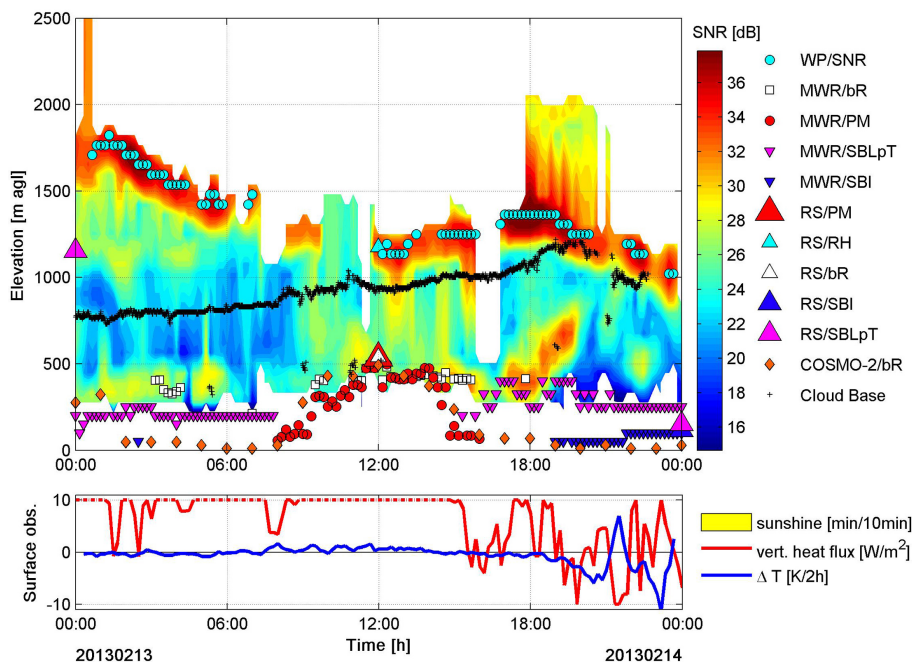 2500
2000
1500
1000
500
0
Elevation [m agl]
00:00 06:00 12:00 18:00 00:00
SNR [dB]
36
34
32
30
28
26
24
22
20
18
16
WP/SNR
MWR/bR
MWR/PM
MWR/SBLpT
MWR/SBI
RS/PM
RS/RH
RS/bR
RS/SBI
RS/SBLpT
COSMO-2/bR
Cloud Base
10
0
-10
Surface obs.
00:00 06:00 12:00 18:00 00:00
Time [h]
20130213 20130214
sunshine [min/10min]
vert. heat flux [W/m²]
Δ T [K/2h]